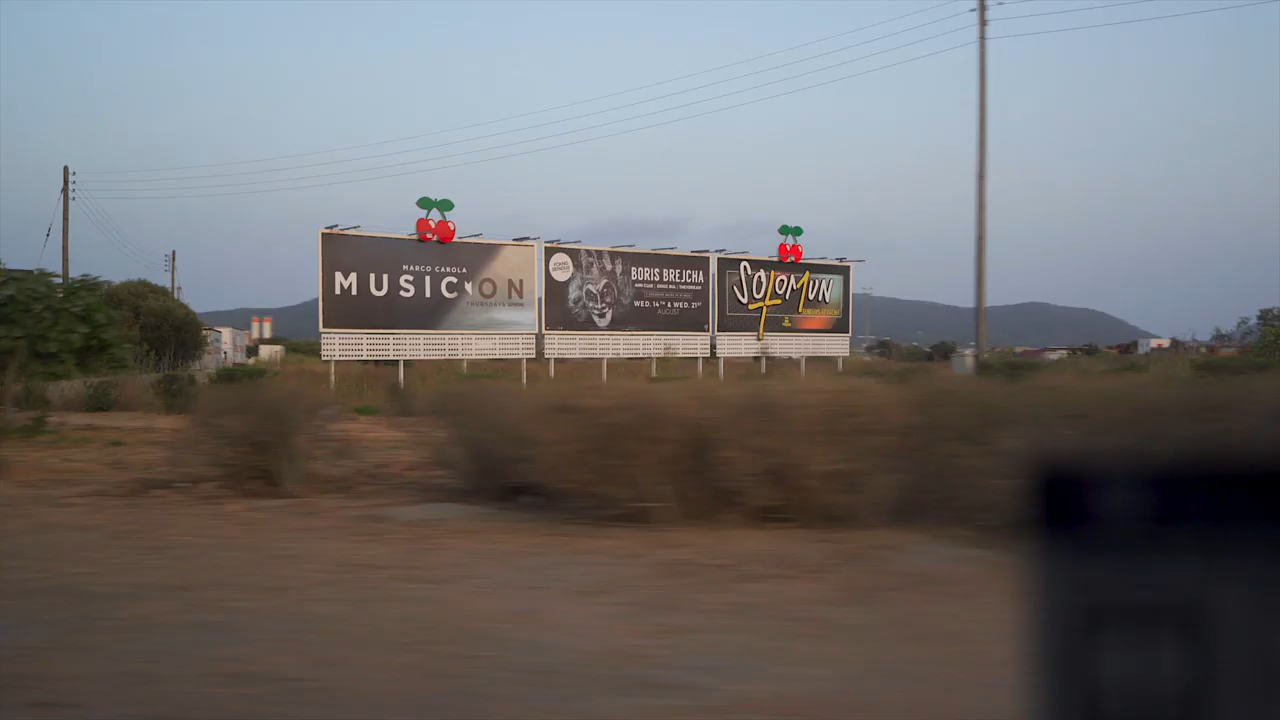 MARCO CAROLA
MUSIC ON
THURSDAYS
BORIS BREJCHA
WED. 14TH & WED. 21ST
AUGUST
SOLOMUN